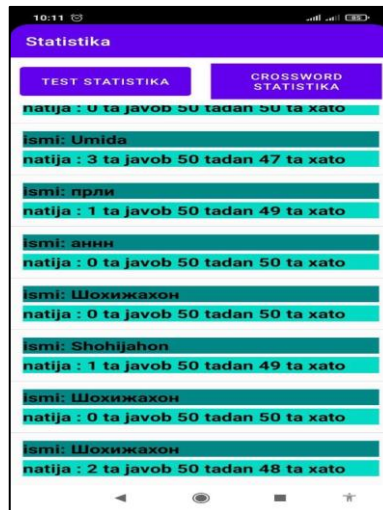 10:11
Statistika
TEST STATISTIKA
CROSSWORD
STATISTIKA
natija : 0 ta javob 50 tadan 50 ta xato
ismi: Umida
natija : 3 ta javob 50 tadan 47 ta xato
ismi: прли
natija : 1 ta javob 50 tadan 49 ta xato
ismi: аннн
natija : 0 ta javob 50 tadan 50 ta xato
ismi: Шохижахон
natija : 0 ta javob 50 tadan 50 ta xato
ismi: Shohijahon
natija : 1 ta javob 50 tadan 49 ta xato
ismi: Шохижахон
natija : 0 ta javob 50 tadan 50 ta xato
ismi: Шохижахон
natija : 2 ta javob 50 tadan 48 ta xato